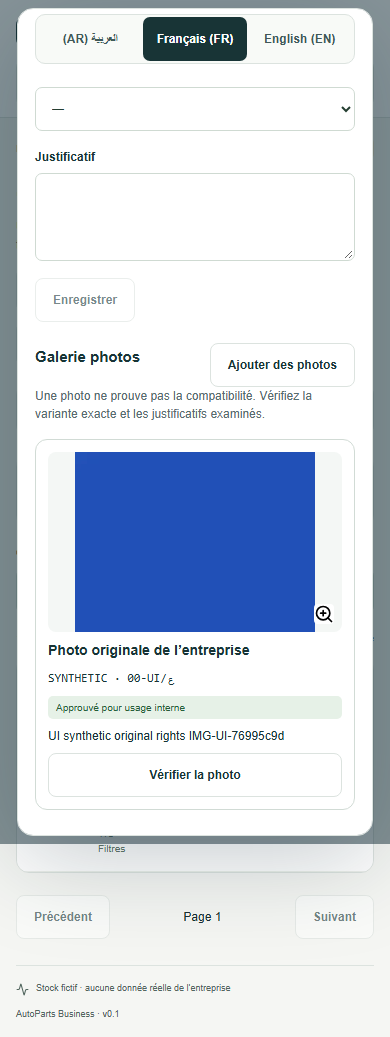 العربية (AR)
Français (FR)
English (EN)
—
Justificatif
Enregistrer
Galerie photos
Ajouter des photos
Une photo ne prouve pas la compatibilité. Vérifiez la
variante exacte et les justificatifs examinés.
Photo originale de l’entreprise
SYNTHETIC · 00-UI/ع
Approuvé pour usage interne
UI synthetic original rights IMG-UI-76995c9d
Vérifier la photo
Filtres
Précédent
Page 1
Suivant
Stock fictif · aucune donnée réelle de l’entreprise
AutoParts Business · v0.1